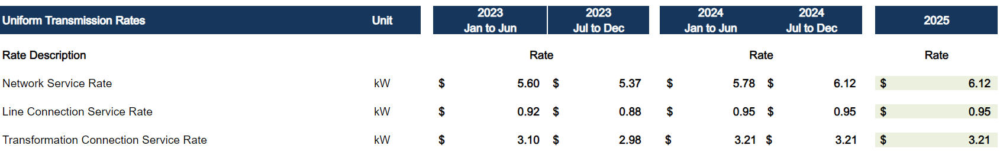 Uniform Transmission Rates Unit 2023 Jan to Jun 2023 Jul to Dec 2024 Jan to Jun 2024 Jul to Dec 2025
Rate Description Rate Rate Rate
Network Service Rate kW $ 5.60 $ 5.37 $ 5.78 $ 6.12 $ 6.12
Line Connection Service Rate kW $ 0.92 $ 0.88 $ 0.95 $ 0.95 $ 0.95
Transformation Connection Service Rate kW $ 3.10 $ 2.98 $ 3.21 $ 3.21 $ 3.21